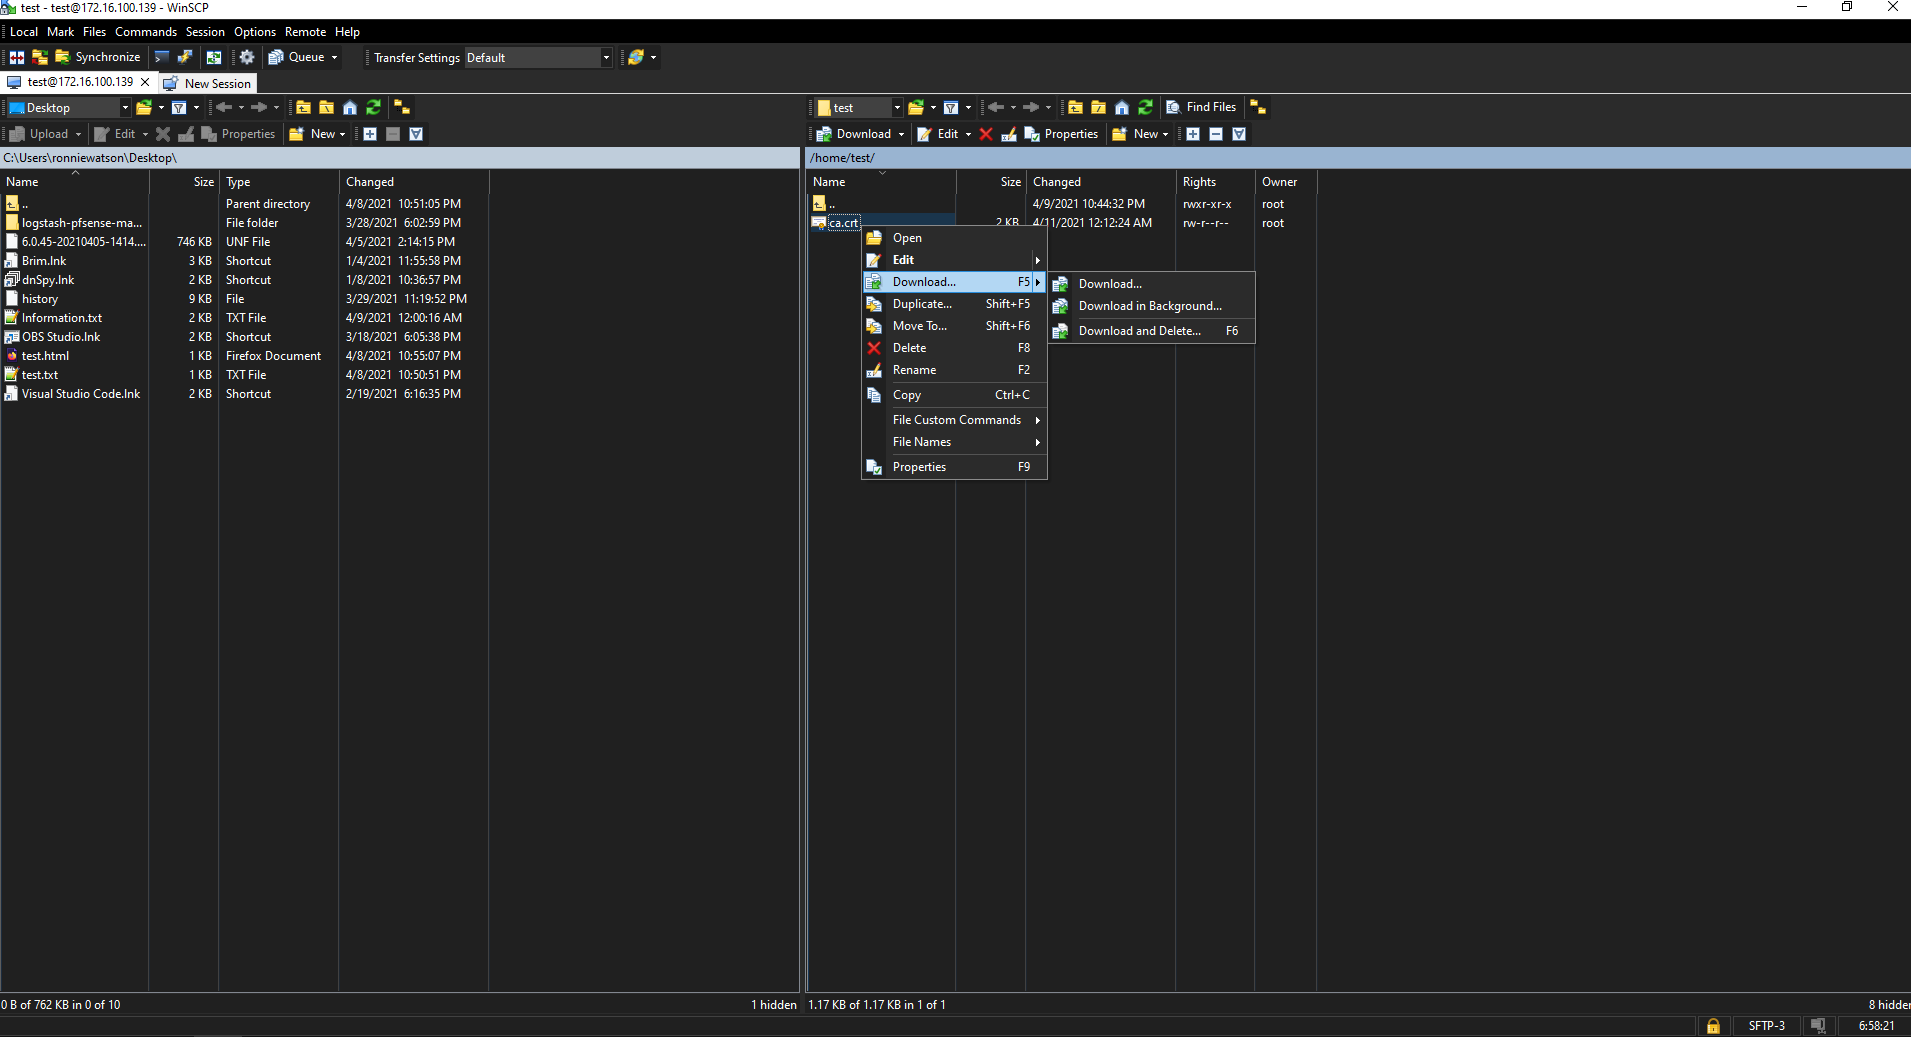 test - test@172.16.100.139 - WinSCP
Local Mark Files Commands Session Options Remote Help
Synchronize Queue Transfer Settings Default
test@172.16.100.139 New Session
Desktop
Upload Edit Properties New
C:\Users\ronniewatson\Desktop\
Name Size Type Changed
.. Parent directory 4/8/2021 10:51:05 PM
logstash-pfsense-ma... File folder 3/28/2021 6:02:59 PM
6.0.45-20210405-1414.... 746 KB UNF File 4/5/2021 2:14:15 PM
Brim.lnk 3 KB Shortcut 1/4/2021 11:55:58 PM
dnSpy.lnk 2 KB Shortcut 1/8/2021 10:36:57 PM
history 9 KB File 3/29/2021 11:19:52 PM
Information.txt 2 KB TXT File 4/9/2021 12:00:16 AM
OBS Studio.lnk 2 KB Shortcut 3/18/2021 6:05:38 PM
test.html 1 KB Firefox Document 4/8/2021 10:55:07 PM
test.txt 1 KB TXT File 4/8/2021 10:50:51 PM
Visual Studio Code.lnk 2 KB Shortcut 2/19/2021 6:16:35 PM
0 B of 762 KB in 0 of 10 1 hidden
test Find Files
Download Edit Properties New
/home/test/
Name Size Changed Rights Owner
.. 4/9/2021 10:44:32 PM rwxr-xr-x root
ca.crt 2 KB 4/11/2021 12:12:24 AM rw-r--r-- root
Open
Edit
Download... F5
Duplicate... Shift+F5
Move To... Shift+F6
Delete F8
Rename F2
Copy Ctrl+C
File Custom Commands
File Names
Properties F9
Download...
Download in Background...
Download and Delete... F6
1.17 KB of 1.17 KB in 1 of 1 8 hidden
SFTP-3 6:58:21